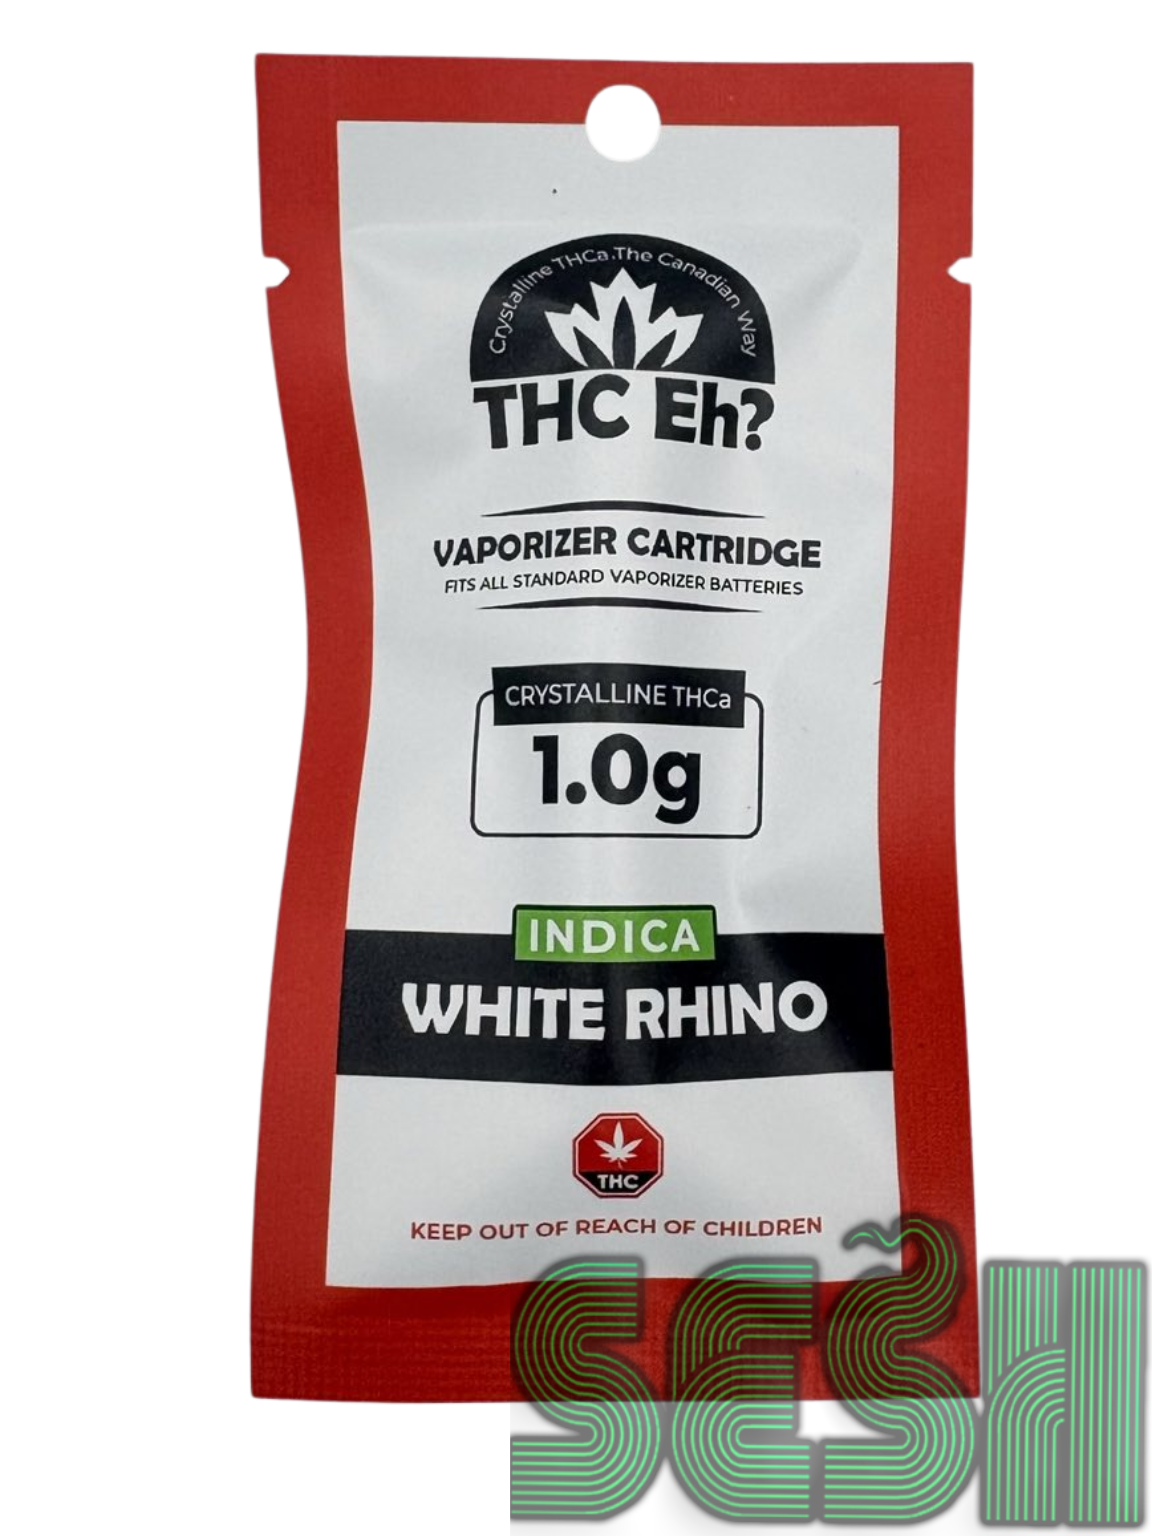 Crystalline THCa.The Canadian Way
THC Eh?
VAPORIZER CARTRIDGE
FITS ALL STANDARD VAPORIZER BATTERIES
CRYSTALLINE THCa
1.0g
INDICA
WHITE RHINO
THC
KEEP OUT OF REACH OF CHILDREN
SESH